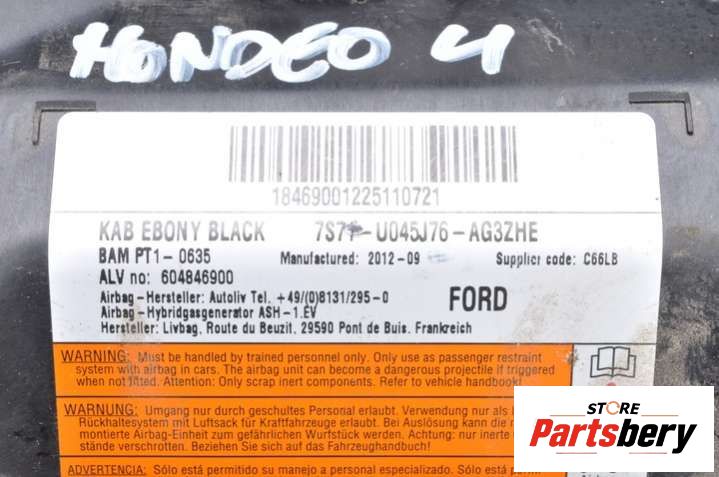 MONDEO 4
18469001225110721
KAB EBONY BLACK 7S7T-U045J76-AG3ZHE
BAM PT1-0635 Manufactured: 2012-09 Supplier code: C66LB
ALV no: 604846900
Airbag-Hersteller: Autoliv Tel. +49/(0)8131/295-0 FORD
Airbag-Hybridgasgenerator ASH-1.EV
Hersteller: Livbag, Route du Beuzit, 29590 Pont de Buis. Frankreich
WARNING: Must be handled by trained personnel only. Only use as passenger restraint
system with airbag in cars. The airbag unit can become a dangerous projectile if triggered
when not fitted. Attention: Only scrap inert components. Refer to vehicle handbook!
WARNUNG: Umgang nur durch geschultes Personal erlaubt. Verwendung nur als
Rückhaltesystem mit Luftsack für Kraftfahrzeuge erlaubt. Bei Auslösung kann die
montierte Airbag-Einheit zum gefährlichen Wurfstück werden. Achtung: nur inerte
stände verschrotten. Beziehen Sie sich auf das Fahrzeughandbuch!
ADVERTENCIA: Sólo está permitido su manejo a personal especializado. Sólo está perm
STORE
Partsbery